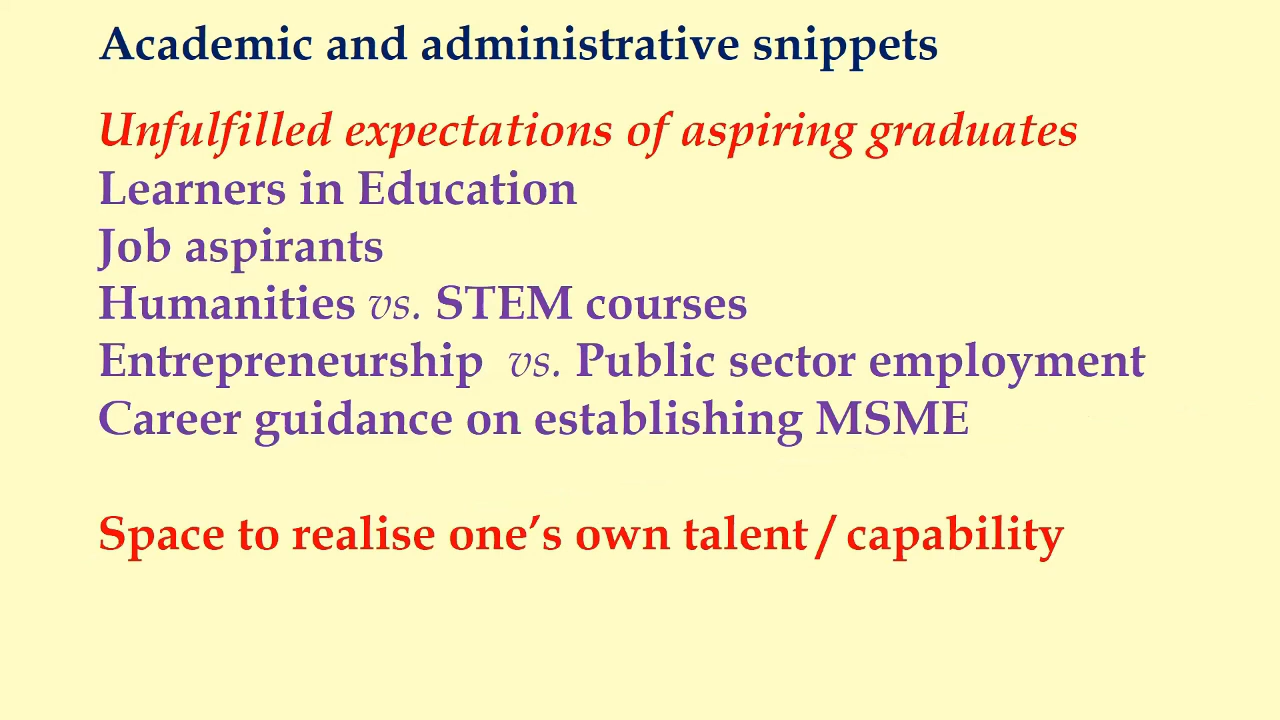 Academic and administrative snippets
Unfulfilled expectations of aspiring graduates
Learners in Education
Job aspirants
Humanities vs. STEM courses
Entrepreneurship vs. Public sector employment
Career guidance on establishing MSME
Space to realise one’s own talent / capability